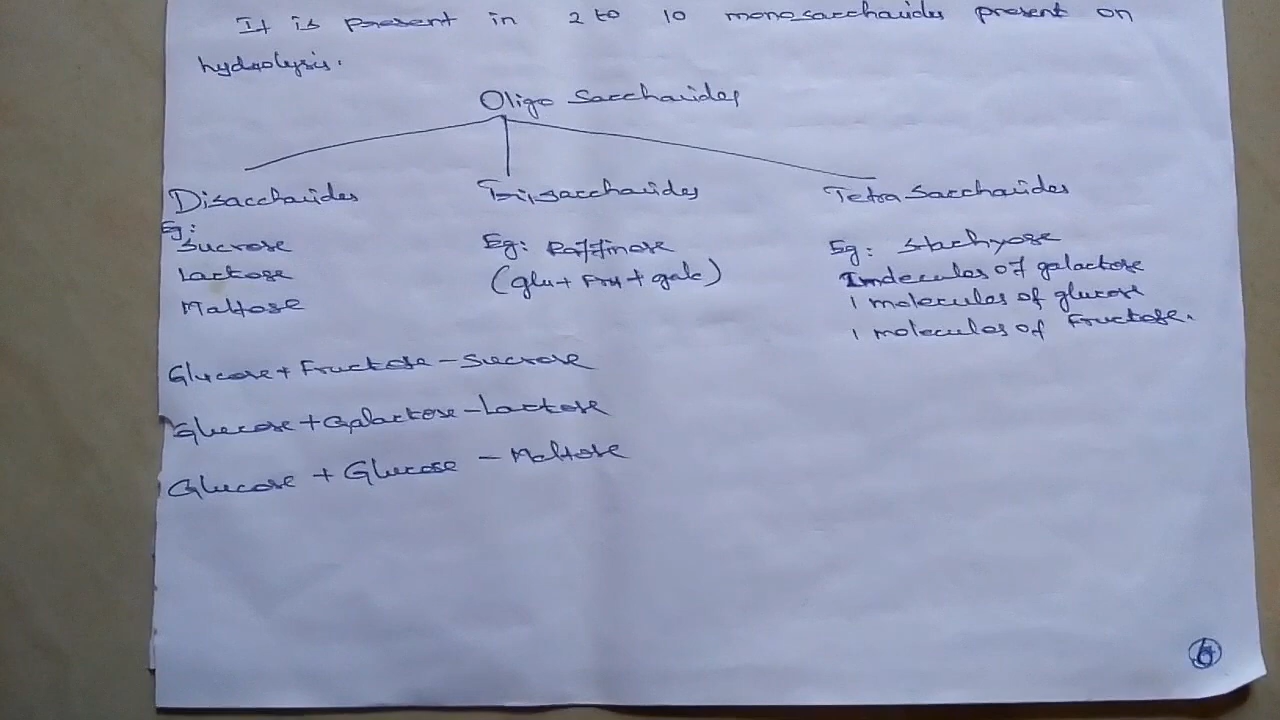 It is present in 2 to 10 monosaccharides present on
hydrolysis.
Oligo Saccharides
Disaccharides
Eg:
Sucrose
Lactose
Maltose
Trisaccharides
Eg: Raffinose
(glu + Fru + gala)
Tetra Saccharides
Eg: Stachyose
molecules of galactose
1 molecules of glucose
1 molecules of Fructose.
Glucose + Fructose - Sucrose
Glucose + Galactose - Lactose
Glucose + Glucose - Maltose
6